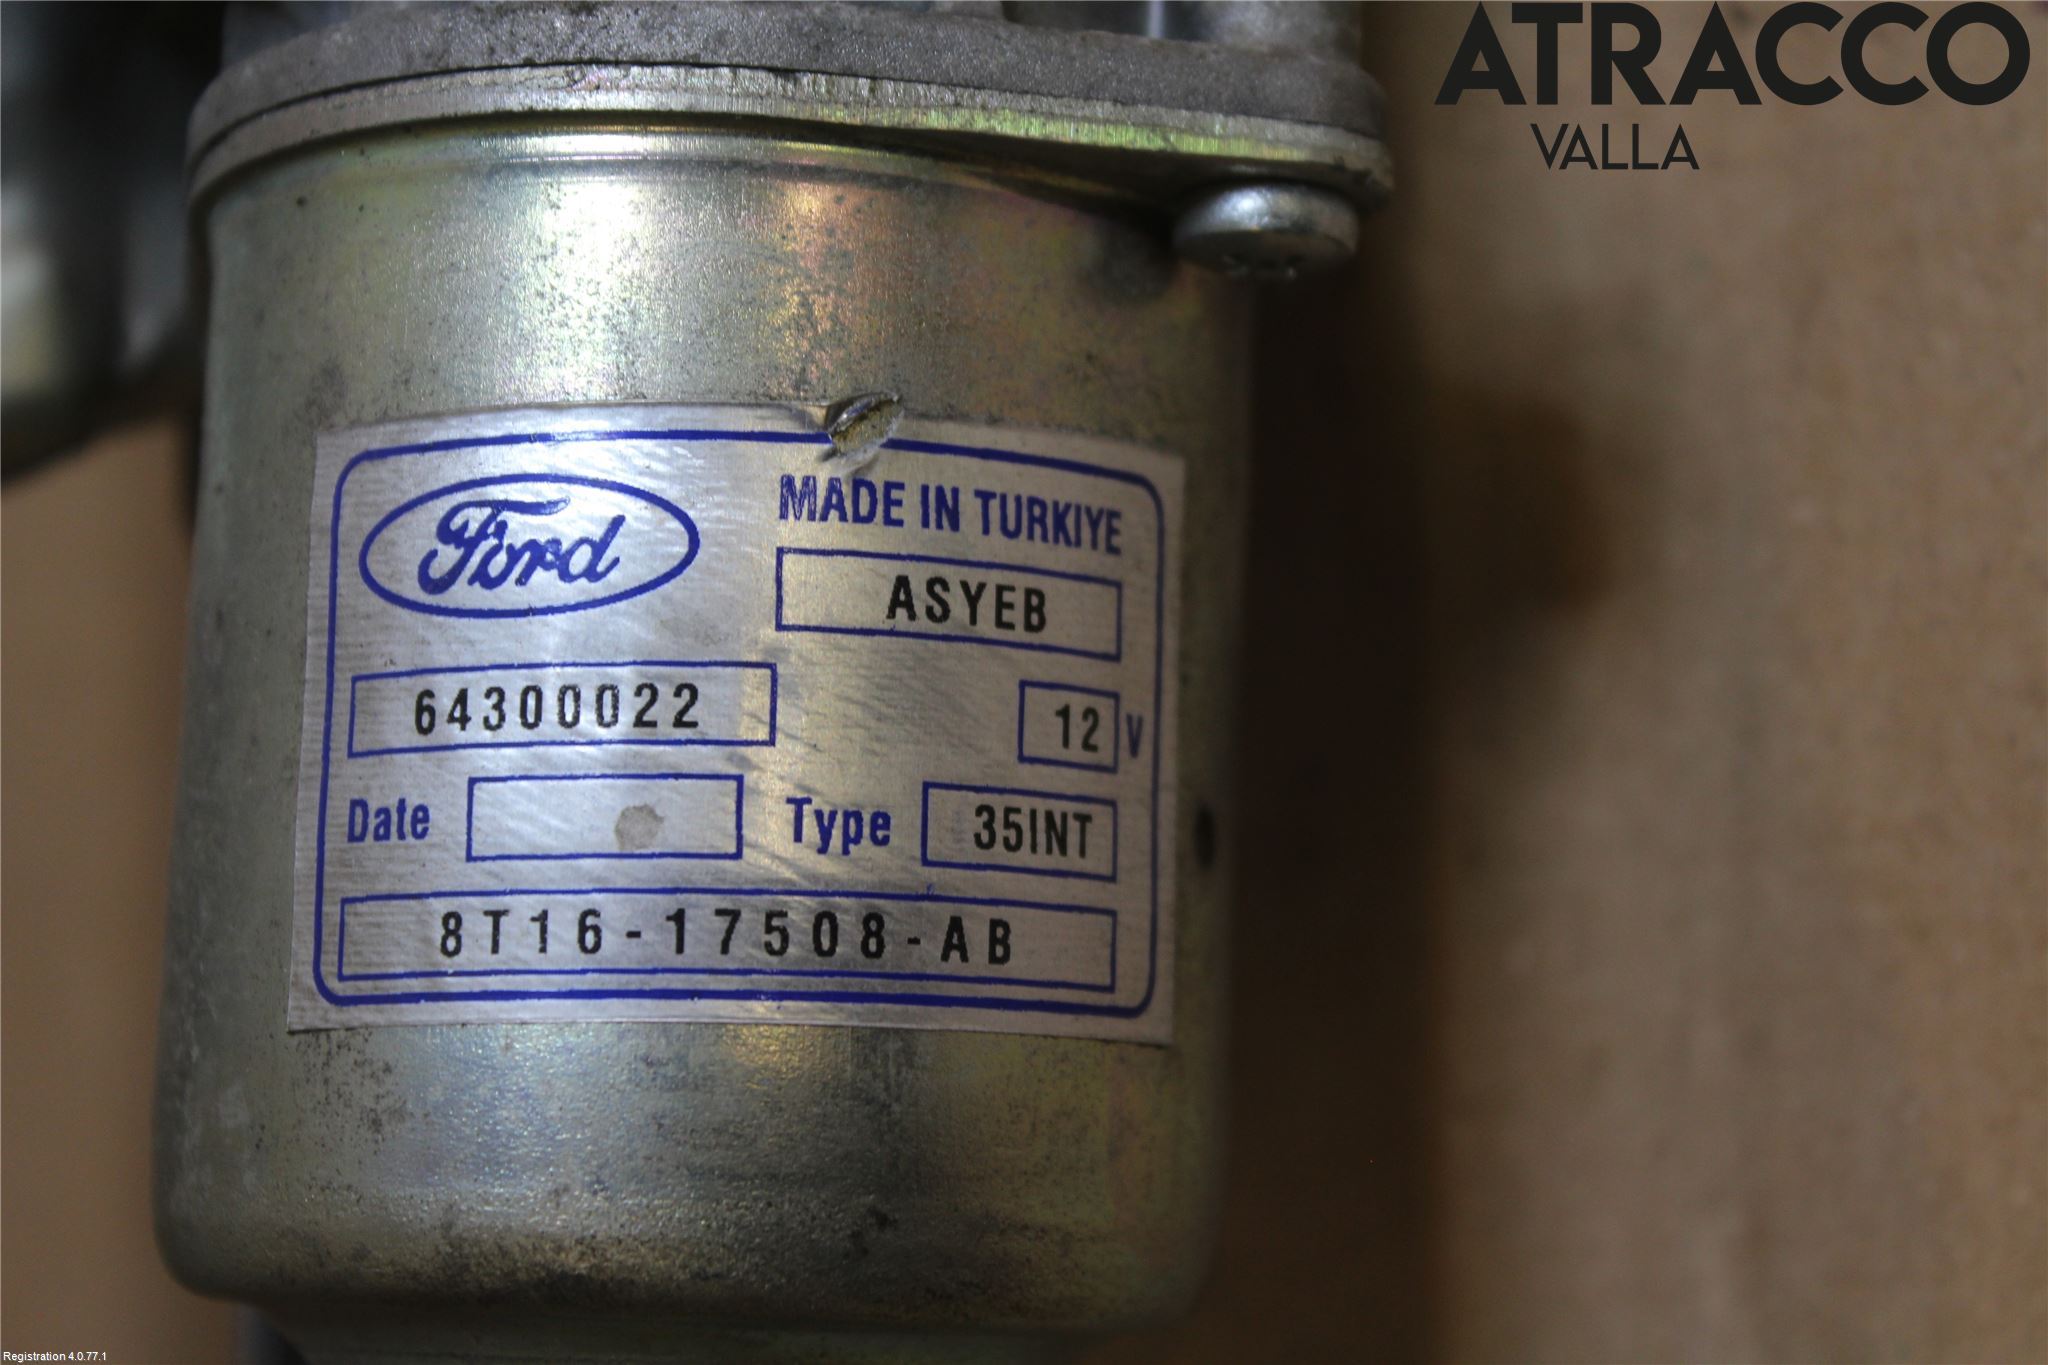 ATRACCO
VALLA
Ford
MADE IN TURKIYE
ASYEB
64300022
12 V
Date
Type 35INT
8T16-17508-AB
Registration 4.0.77.1